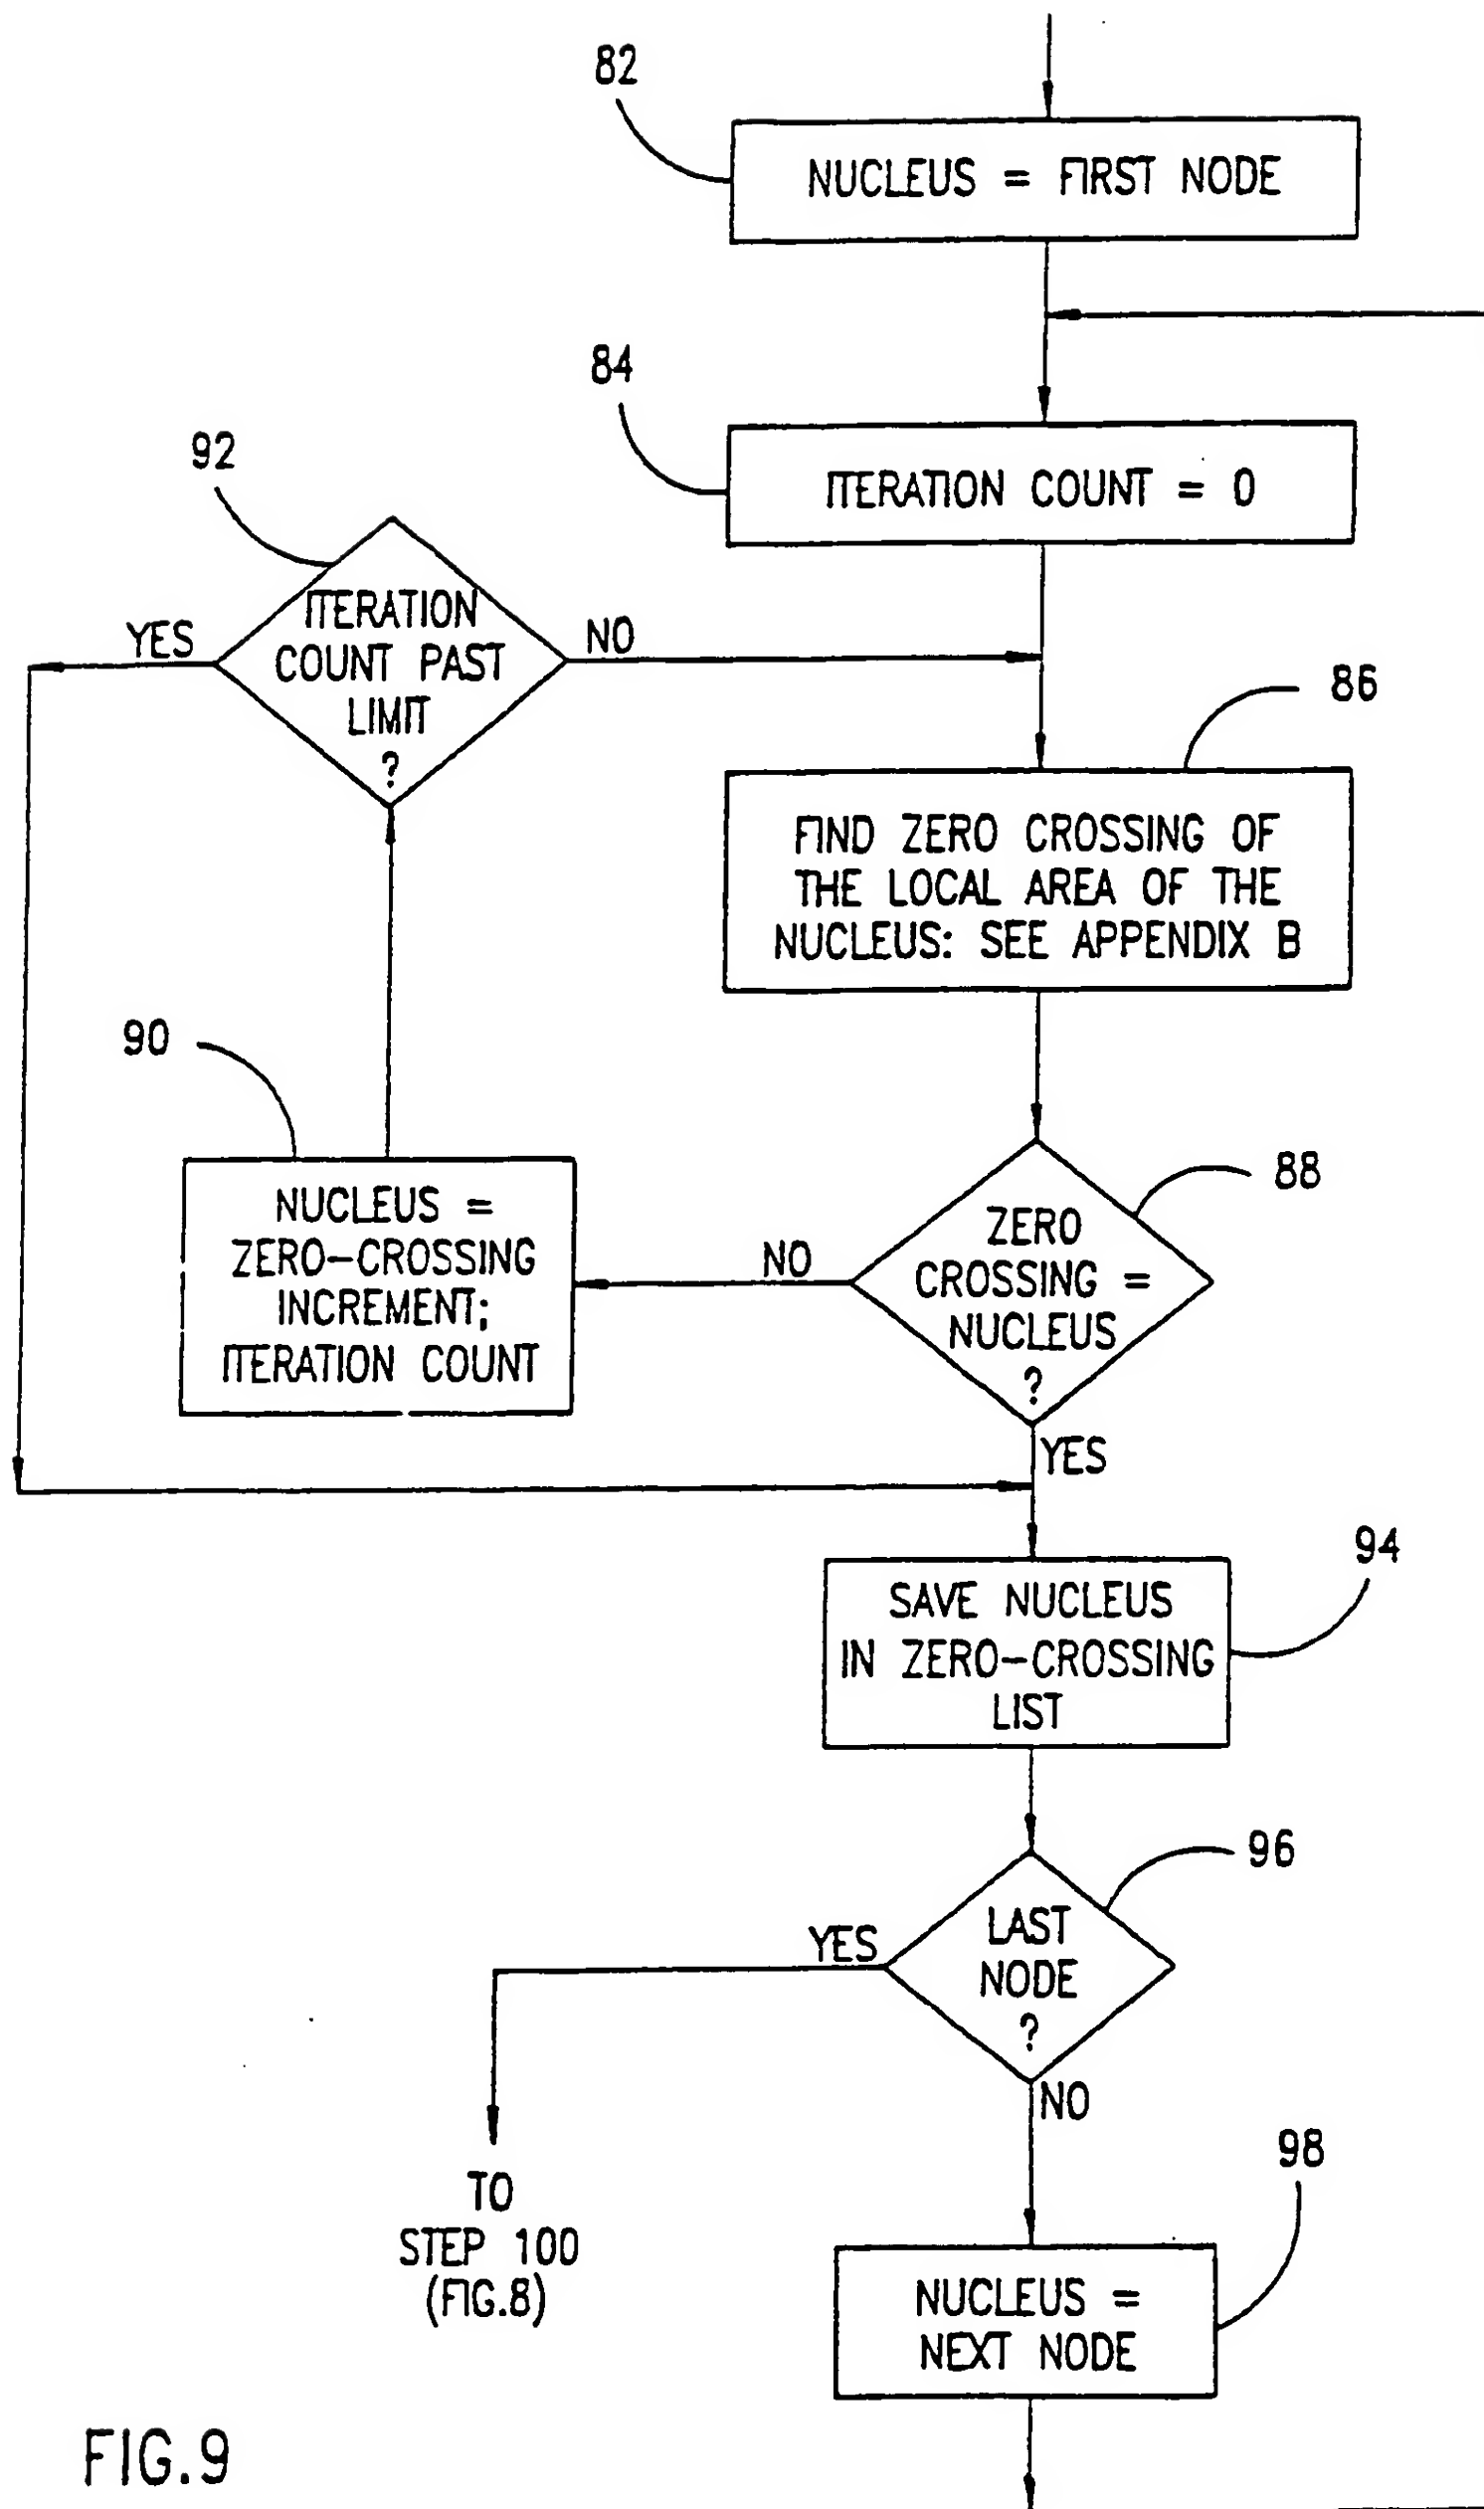 82
NUCLEUS = FIRST NODE
84
ITERATION COUNT = 0
92
ITERATION
COUNT PAST
LIMIT
?
YES
NO
86
FIND ZERO CROSSING OF
THE LOCAL AREA OF THE
NUCLEUS: SEE APPENDIX B
90
NUCLEUS =
ZERO-CROSSING
INCREMENT;
ITERATION COUNT
88
ZERO
CROSSING =
NUCLEUS
?
NO
YES
94
SAVE NUCLEUS
IN ZERO-CROSSING
LIST
96
LAST
NODE
?
YES
NO
TO
STEP 100
(FIG.8)
98
NUCLEUS =
NEXT NODE
FIG.9